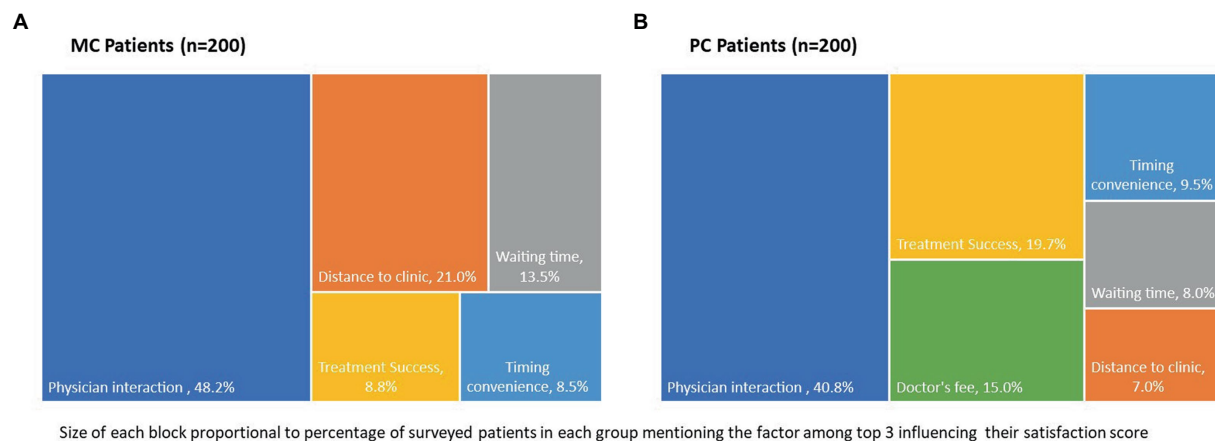 A
MC Patients (n=200)
Physician interaction , 48.2%
Distance to clinic, 21.0%
Waiting time,
13.5%
Treatment Success,
8.8%
Timing
convenience, 8.5%
B
PC Patients (n=200)
Physician interaction, 40.8%
Treatment Success, 19.7%
Doctor's fee, 15.0%
Timing
convenience, 9.5%
Waiting time, 8.0%
Distance to clinic,
7.0%
Size of each block proportional to percentage of surveyed patients in each group mentioning the factor among top 3 influencing their satisfaction score